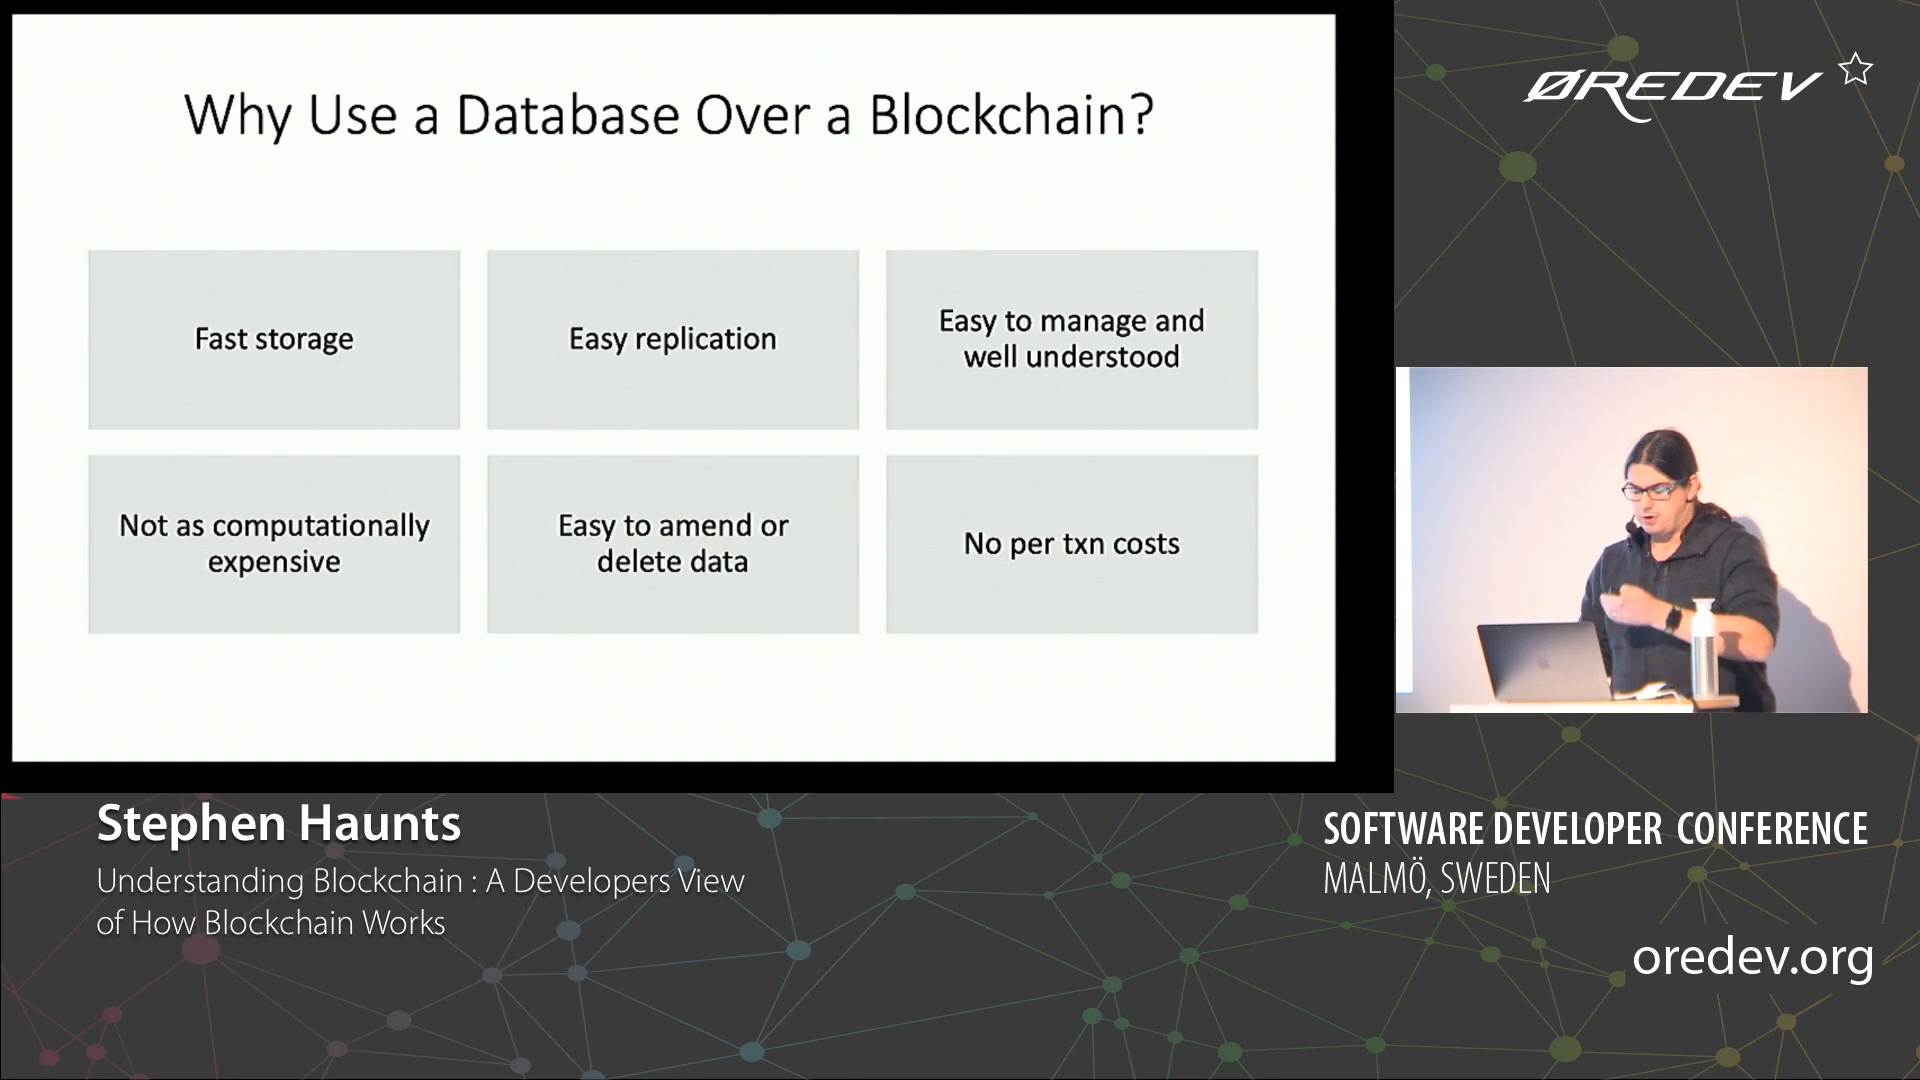 Why Use a Database Over a Blockchain?
Fast storage
Easy replication
Easy to manage and
well understood
Not as computationally
expensive
Easy to amend or
delete data
No per txn costs
ØREDEV
Stephen Haunts
Understanding Blockchain : A Developers View
of How Blockchain Works
SOFTWARE DEVELOPER CONFERENCE
MALMÖ, SWEDEN
oredev.org